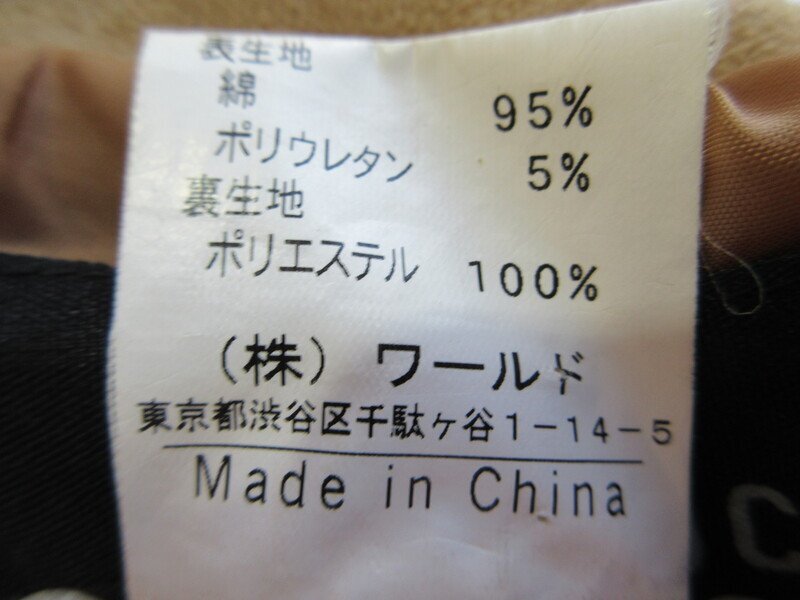 表生地
綿 95%
ポリウレタン 5%
裏生地
ポリエステル 100%
（株）ワールド
東京都渋谷区千駄ヶ谷1-14-5
Made in China
C